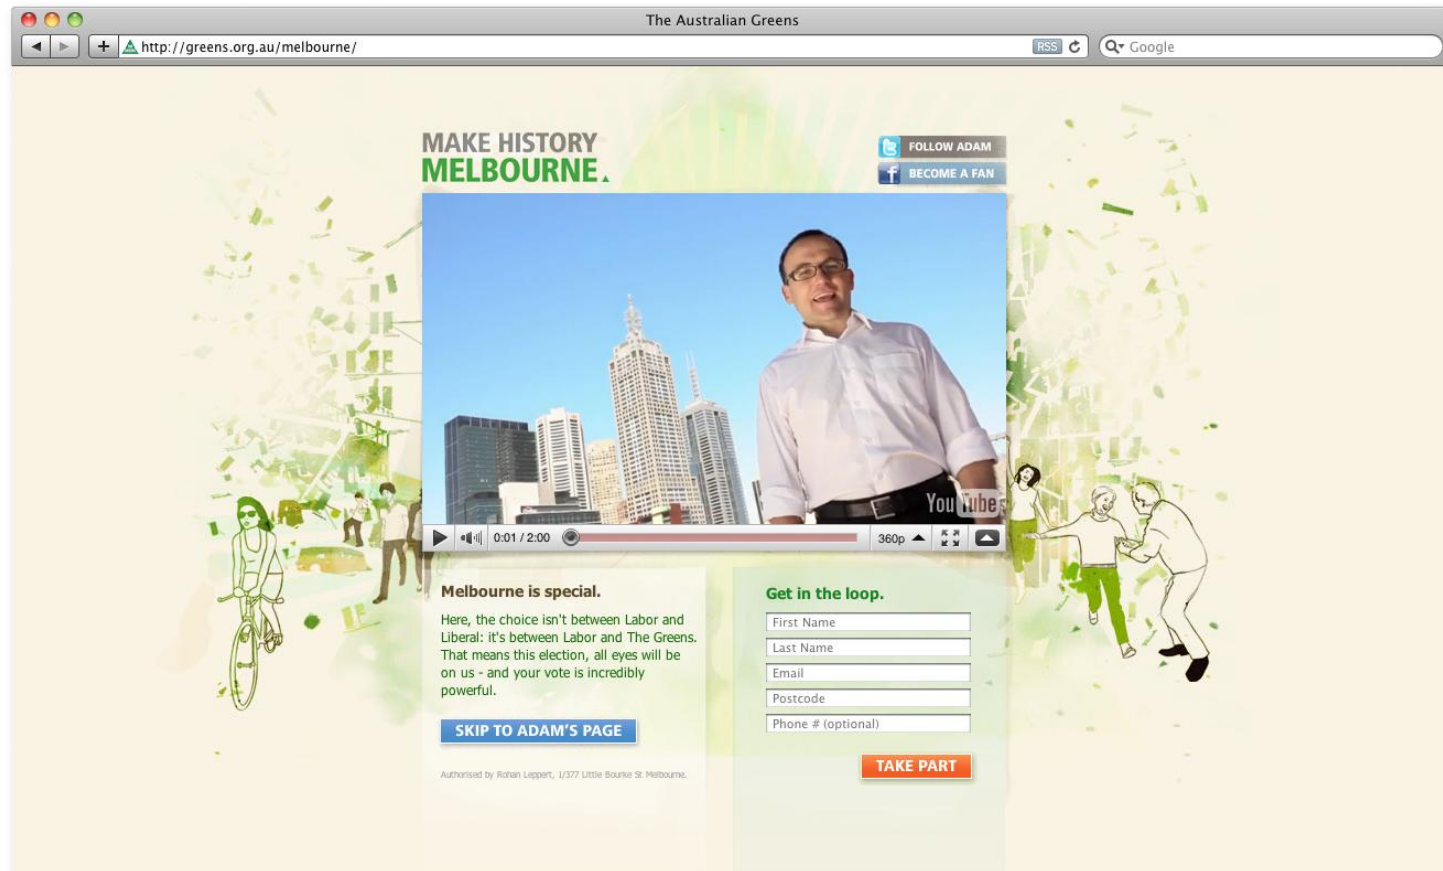 The Australian Greens
http://greens.org.au/melbourne/
RSS
Google
MAKE HISTORY
MELBOURNE
FOLLOW ADAM
BECOME A FAN
YouTube
0:01 / 2:00
360p
Melbourne is special.
Here, the choice isn't between Labor and
Liberal: it's between Labor and The Greens.
That means this election, all eyes will be
on us - and your vote is incredibly
powerful.
SKIP TO ADAM'S PAGE
Authorised by Rohan Leppert, 1/377 Little Bourke St Melbourne.
Get in the loop.
First Name
Last Name
Email
Postcode
Phone # (optional)
TAKE PART